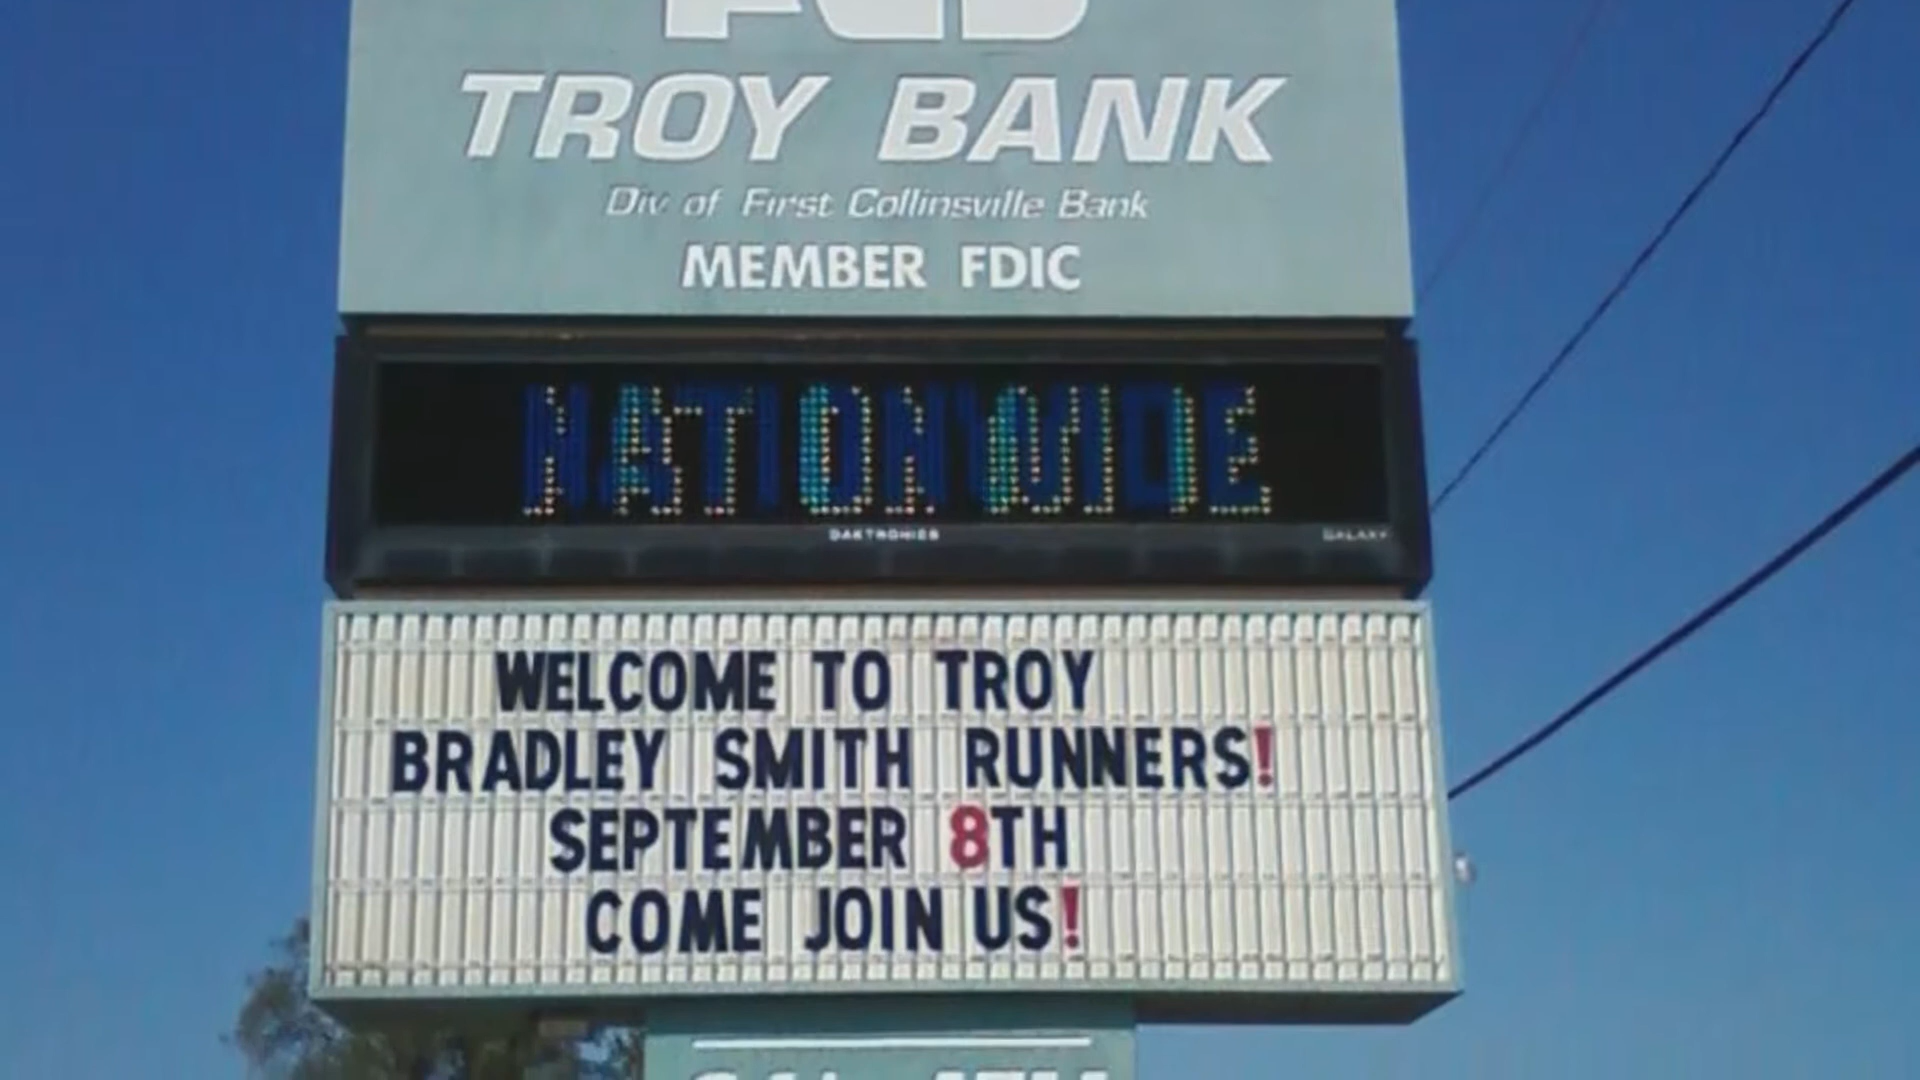 TROY BANK
Div of First Collinsville Bank
MEMBER FDIC
NATIONWIDE
DAKTRONICS
GALAXY
WELCOME TO TROY
BRADLEY SMITH RUNNERS!
SEPTEMBER 8TH
COME JOIN US!